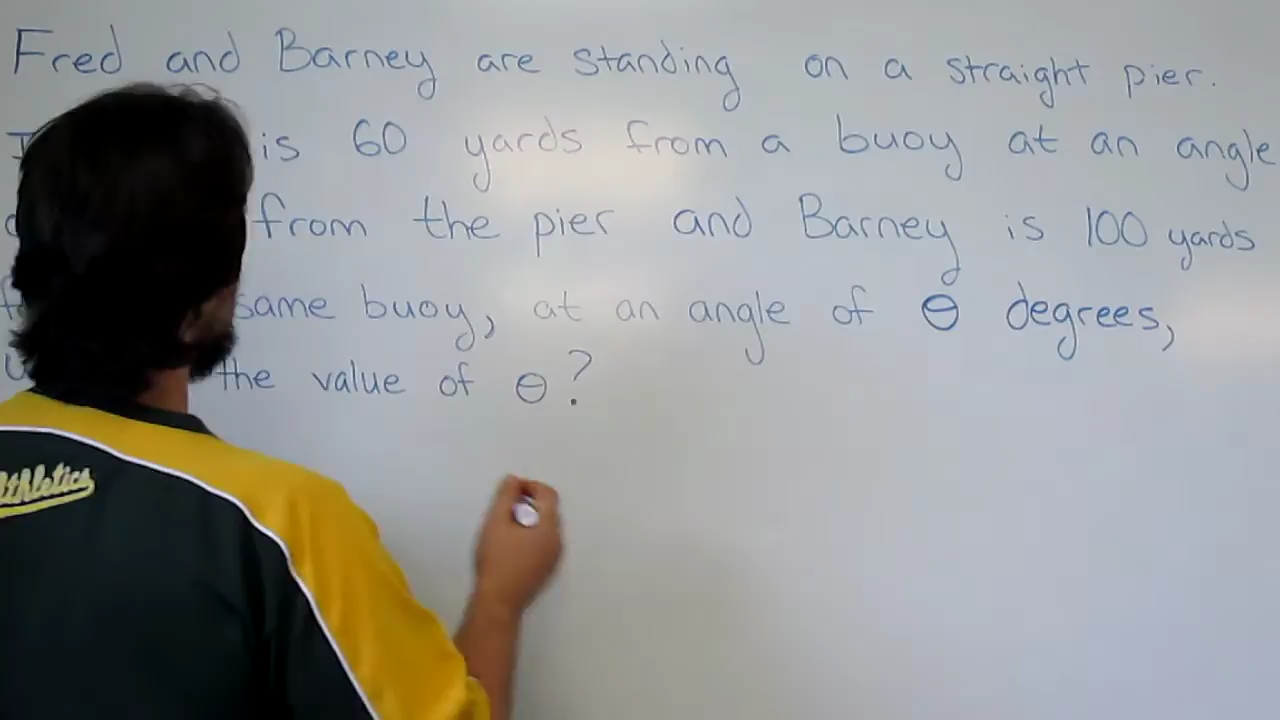 Fred and Barney are standing on a straight pier.
is 60 yards from a buoy at an angle
from the pier and Barney is 100 yards
same buoy, at an angle of θ degrees,
the value of θ?
Athletics